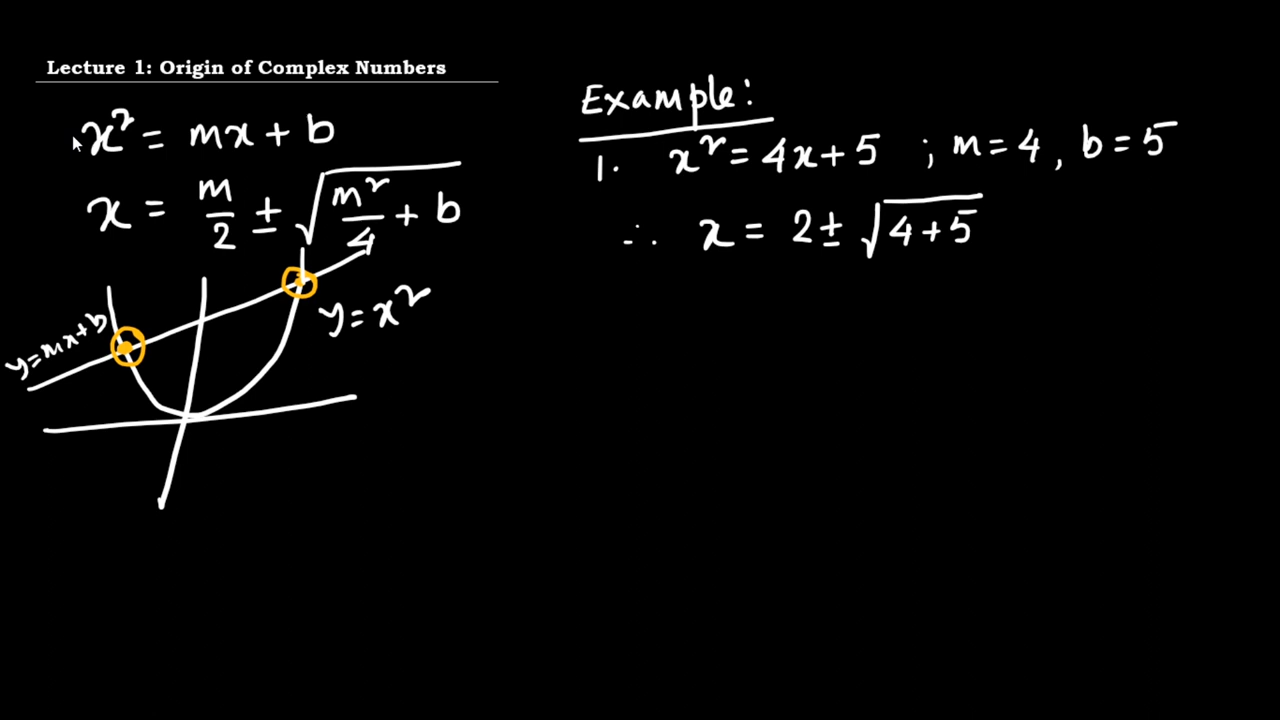 Lecture 1: Origin of Complex Numbers
x² = mx + b
x = m/2 ± √(m²/4 + b)
y = mx + b
y = x²
Example:
1. x² = 4x + 5 ; m = 4 , b = 5
∴ x = 2 ± √(4 + 5)